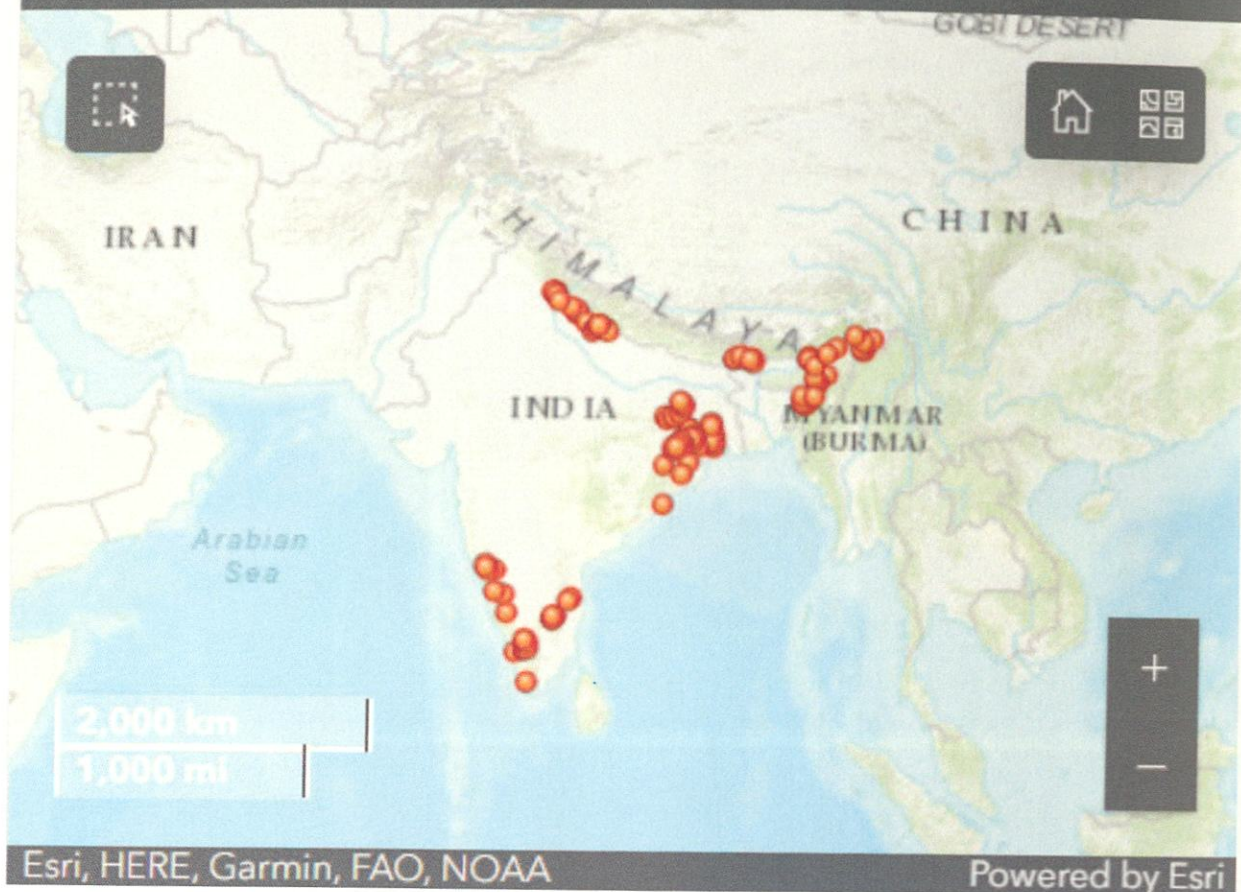 GOBI DESERT
IRAN
CHINA
HIMALAYA
INDIA
MYANMAR
(BURMA)
Arabian
Sea
2,000 km
1,000 mi
+
−
Esri, HERE, Garmin, FAO, NOAA
Powered by Esri